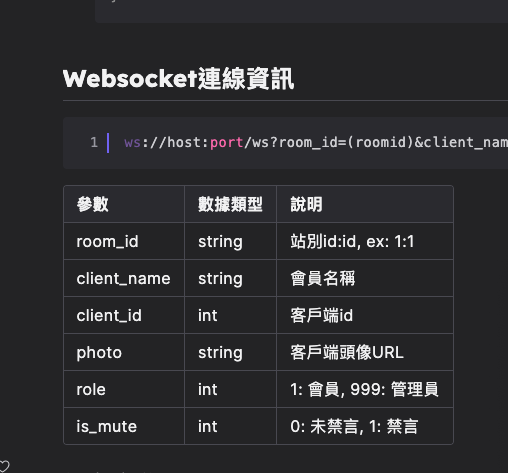 Websocket連線資訊
1 ws://host:port/ws?room_id=(roomid)&client_nam
參數 數據類型 說明
room_id string 站別id:id, ex: 1:1
client_name string 會員名稱
client_id int 客戶端id
photo string 客戶端頭像URL
role int 1: 會員, 999: 管理員
is_mute int 0: 未禁言, 1: 禁言